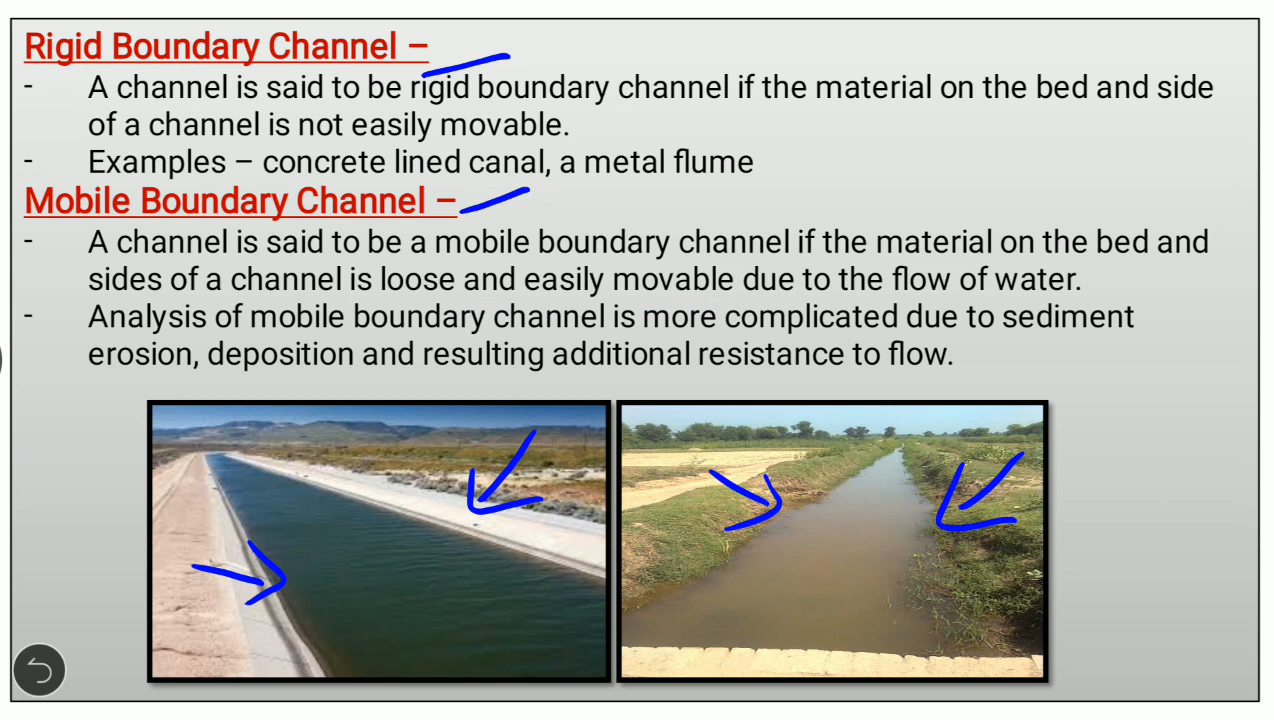 Rigid Boundary Channel –
- A channel is said to be rigid boundary channel if the material on the bed and side
of a channel is not easily movable.
- Examples – concrete lined canal, a metal flume
Mobile Boundary Channel –
- A channel is said to be a mobile boundary channel if the material on the bed and
sides of a channel is loose and easily movable due to the flow of water.
- Analysis of mobile boundary channel is more complicated due to sediment
erosion, deposition and resulting additional resistance to flow.